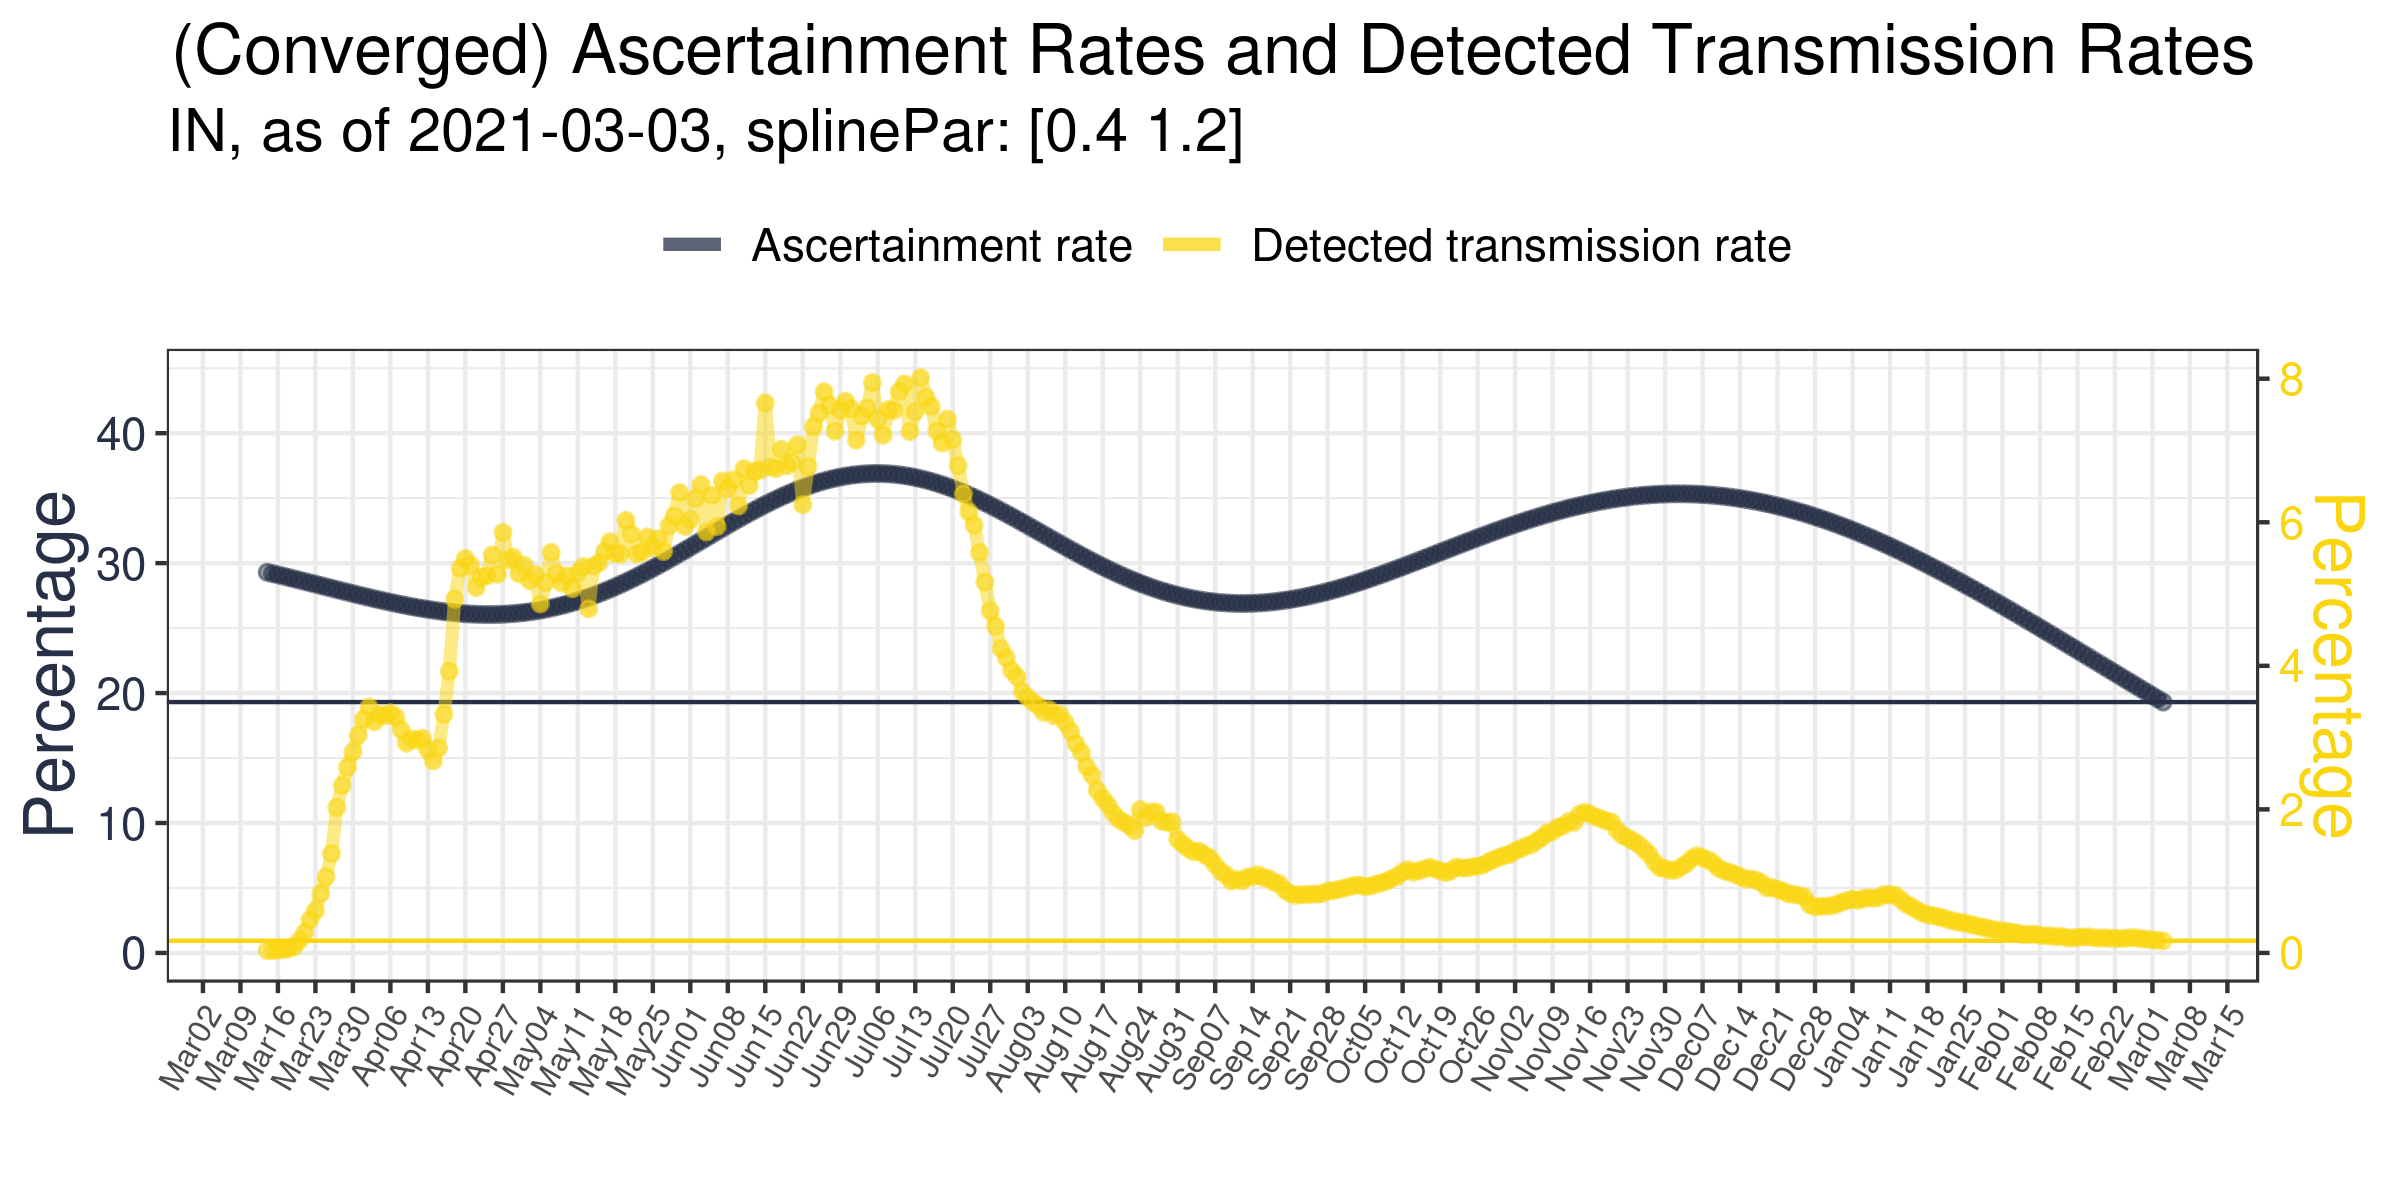 (Converged) Ascertainment Rates and Detected Transmission Rates
IN, as of 2021-03-03, splinePar: [0.4 1.2]
Ascertainment rate
Detected transmission rate
Percentage
40
30
20
10
0
8
6
4
2
0
Percentage
Mar02
Mar09
Mar16
Mar23
Mar30
Apr06
Apr13
Apr20
Apr27
May04
May11
May18
May25
Jun01
Jun08
Jun15
Jun22
Jun29
Jul06
Jul13
Jul20
Jul27
Aug03
Aug10
Aug17
Aug24
Aug31
Sep07
Sep14
Sep21
Sep28
Oct05
Oct12
Oct19
Oct26
Nov02
Nov09
Nov16
Nov23
Nov30
Dec07
Dec14
Dec21
Dec28
Jan04
Jan11
Jan18
Jan25
Feb01
Feb08
Feb15
Feb22
Mar01
Mar08
Mar15